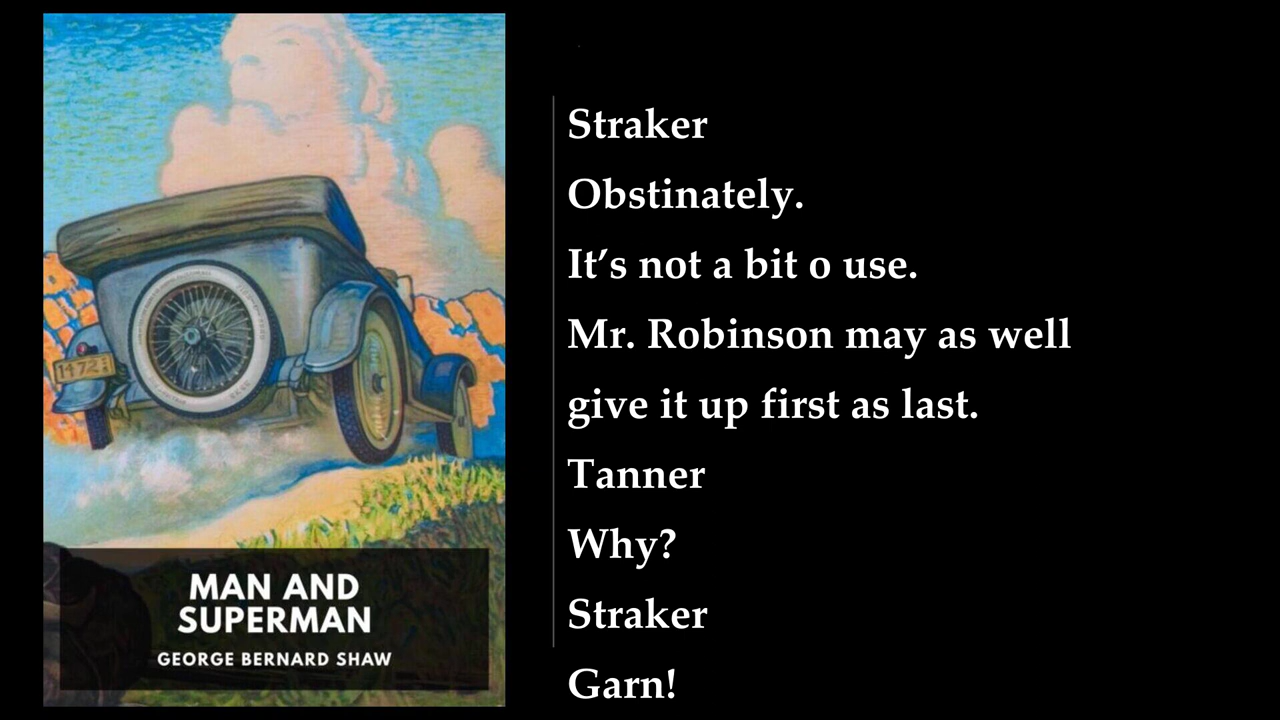 Straker
Obstinately.
It’s not a bit o use.
Mr. Robinson may as well
give it up first as last.
Tanner
Why?
Straker
Garn!
1472
MAN AND
SUPERMAN
GEORGE BERNARD SHAW